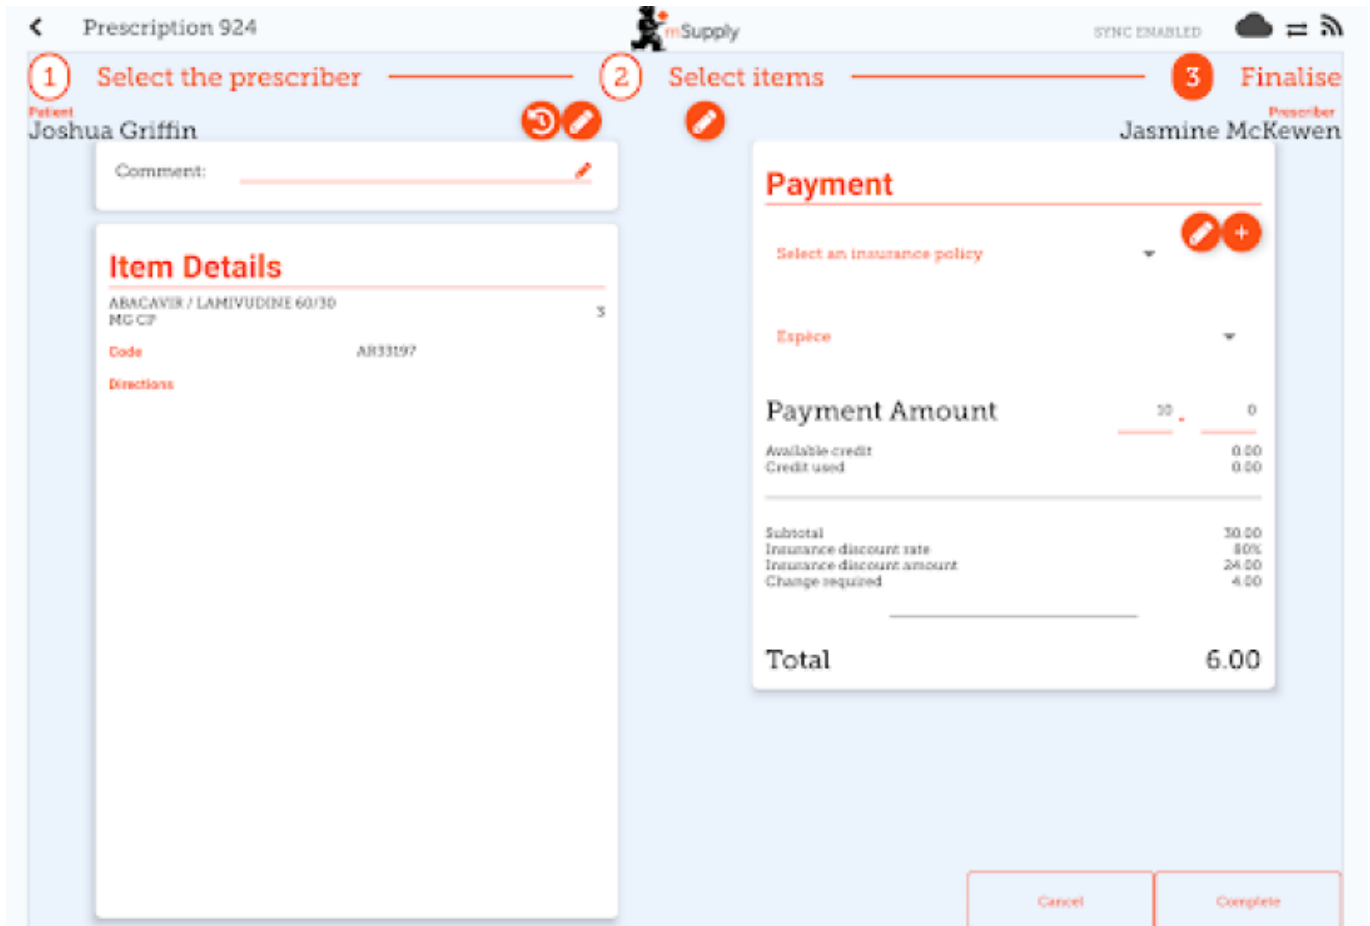 Prescription 924
mSupply
SYNC ENABLED
1 Select the prescriber
2 Select items
3 Finalise
Patient
Joshua Griffin
Prescriber
Jasmine McKewen
Comment:
Item Details
ABACAVIR / LAMIVUDINE 60/30
MG CP
3
Code AR33197
Directions
Payment
Select an insurance policy
Espèce
Payment Amount 10 . 0
Available credit 0.00
Credit used 0.00
Subtotal 30.00
Insurance discount rate 80%
Insurance discount amount 24.00
Change required 4.00
Total 6.00
Cancel
Complete